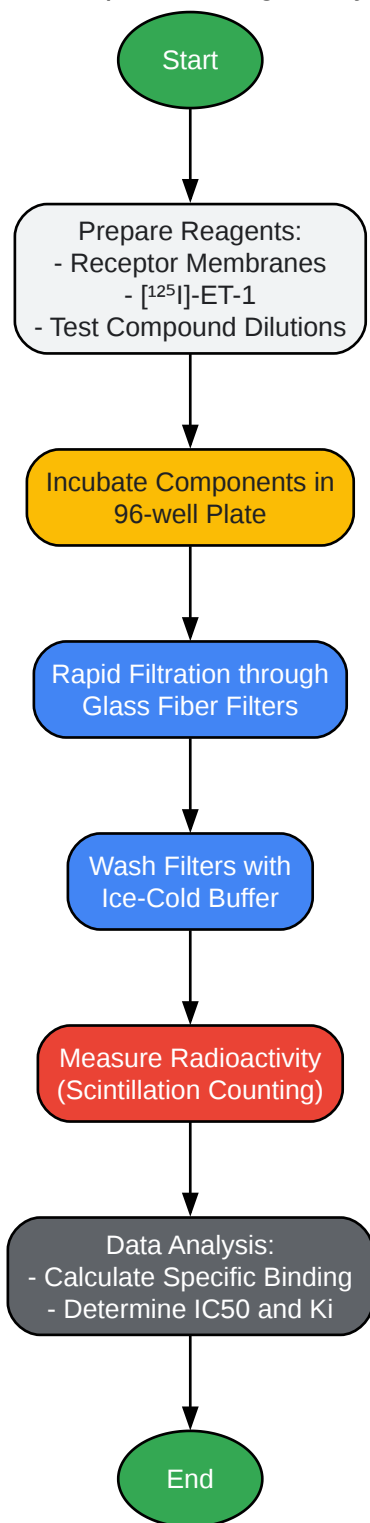 Start
Prepare Reagents:
- Receptor Membranes
- [¹²⁵I]-ET-1
- Test Compound Dilutions
Incubate Components in
96-well Plate
Rapid Filtration through
Glass Fiber Filters
Wash Filters with
Ice-Cold Buffer
Measure Radioactivity
(Scintillation Counting)
Data Analysis:
- Calculate Specific Binding
- Determine IC50 and Ki
End